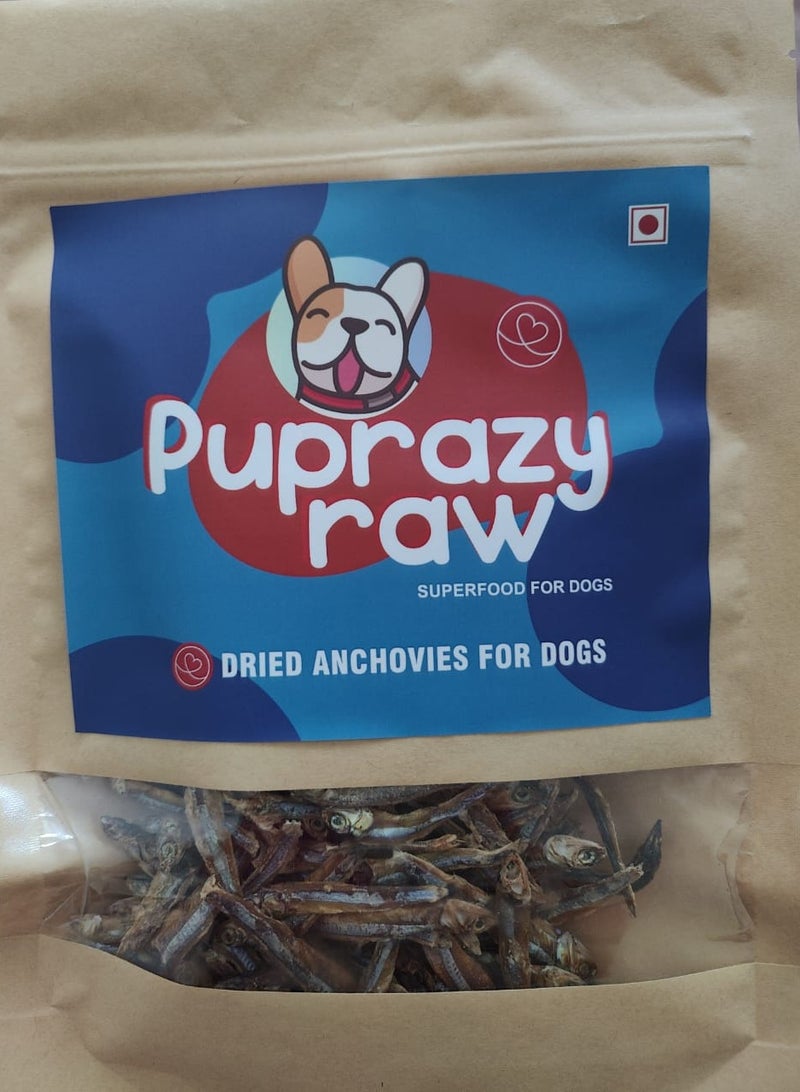 Puprazy
raw
SUPERFOOD FOR DOGS
DRIED ANCHOVIES FOR DOGS